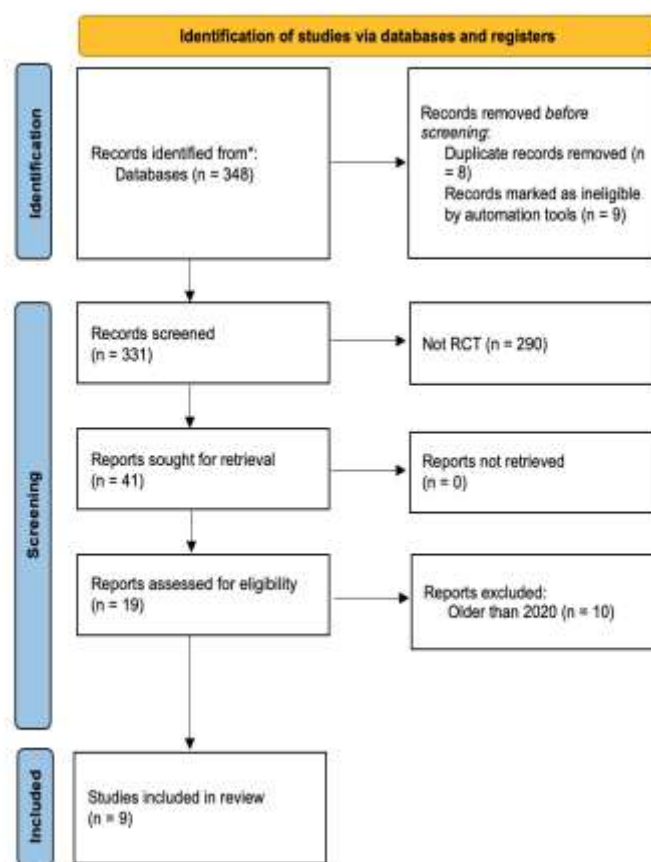 Identification of studies via databases and registers
Identification
Records identified from*:
Databases (n = 348)
Records removed before
screening:
Duplicate records removed (n
= 8)
Records marked as ineligible
by automation tools (n = 9)
Screening
Records screened
(n = 331)
Not RCT (n = 290)
Reports sought for retrieval
(n = 41)
Reports not retrieved
(n = 0)
Reports assessed for eligibility
(n = 19)
Reports excluded:
Older than 2020 (n = 10)
Included
Studies included in review
(n = 9)